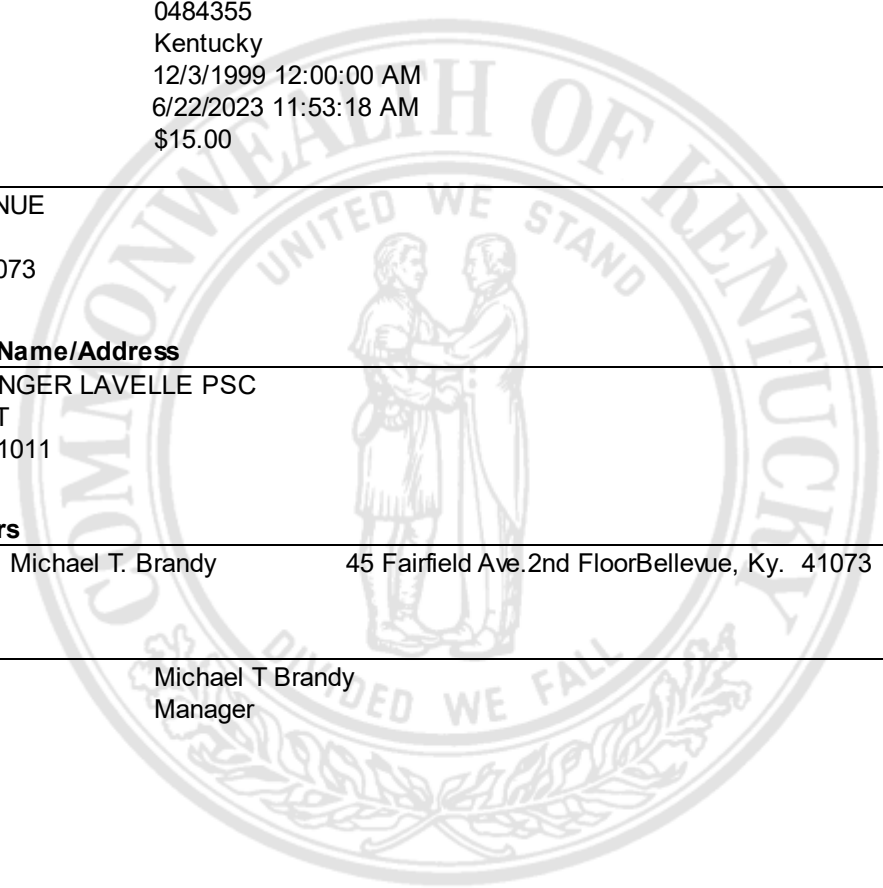 0484355
Kentucky
12/3/1999 12:00:00 AM
6/22/2023 11:53:18 AM
$15.00
NUE
073
Name/Address
NGER LAVELLE PSC
T
1011
rs
Michael T. Brandy 45 Fairfield Ave.2nd FloorBellevue, Ky. 41073
Michael T Brandy
Manager
COMMONWEALTH OF KENTUCKY
UNITED WE STAND
DIVIDED WE FALL